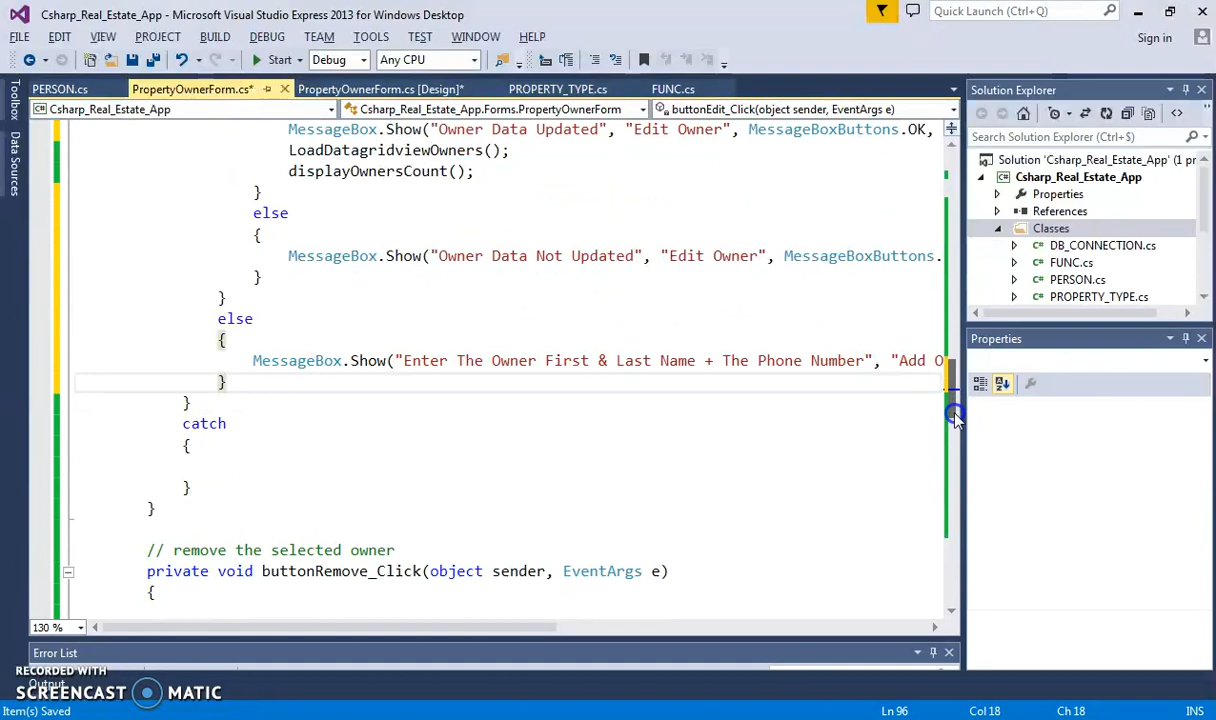 Csharp_Real_Estate_App - Microsoft Visual Studio Express 2013 for Windows Desktop
Quick Launch (Ctrl+Q)
FILE EDIT VIEW PROJECT BUILD DEBUG TEAM TOOLS TEST WINDOW HELP
Sign in
Start Debug Any CPU
PERSON.cs PropertyOwnerForm.cs* PropertyOwnerForm.cs [Design]* PROPERTY_TYPE.cs FUNC.cs
Csharp_Real_Estate_App Csharp_Real_Estate_App.Forms.PropertyOwnerForm buttonEdit_Click(object sender, EventArgs e)
Toolbox
Data Sources
MessageBox.Show("Owner Data Updated", "Edit Owner", MessageBoxButtons.OK,
LoadDatagridviewOwners();
displayOwnersCount();
}
else
{
MessageBox.Show("Owner Data Not Updated", "Edit Owner", MessageBoxButtons.
}
}
else
{
MessageBox.Show("Enter The Owner First & Last Name + The Phone Number", "Add O
}
}
catch
{
}
}
// remove the selected owner
private void buttonRemove_Click(object sender, EventArgs e)
{
130 %
Solution Explorer
Search Solution Explorer (Ctrl+$)
Solution 'Csharp_Real_Estate_App' (1 pr
Csharp_Real_Estate_App
Properties
References
Classes
C# DB_CONNECTION.cs
C# FUNC.cs
C# PERSON.cs
C# PROPERTY_TYPE.cs
Properties
Error List
Output
RECORDED WITH
SCREENCAST MATIC
Item(s) Saved Ln 96 Col 18 Ch 18 INS